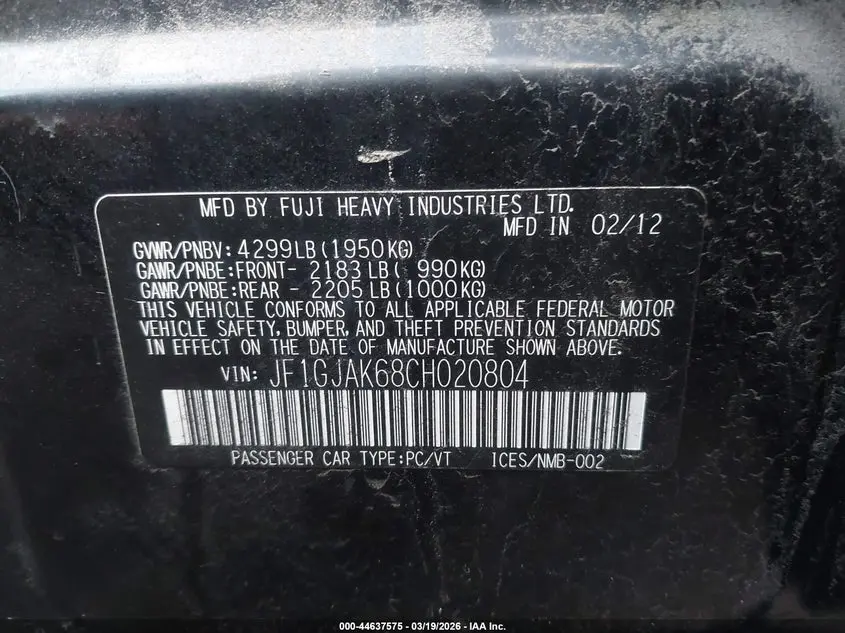 MFD BY FUJI HEAVY INDUSTRIES LTD.
MFD IN 02/12
GVWR/PNBV: 4299LB (1950KG)
GAWR/PNBE:FRONT- 2183 LB ( 990KG)
GAWR/PNBE:REAR - 2205 LB (1000KG)
THIS VEHICLE CONFORMS TO ALL APPLICABLE FEDERAL MOTOR
VEHICLE SAFETY, BUMPER, AND THEFT PREVENTION STANDARDS
IN EFFECT ON THE DATE OF MANUFACTURE SHOWN ABOVE.
VIN: JF1GJAK68CH020804
PASSENGER CAR TYPE:PC/VT ICES/NMB-002
000-44637575 - 03/19/2026 - IAA Inc.